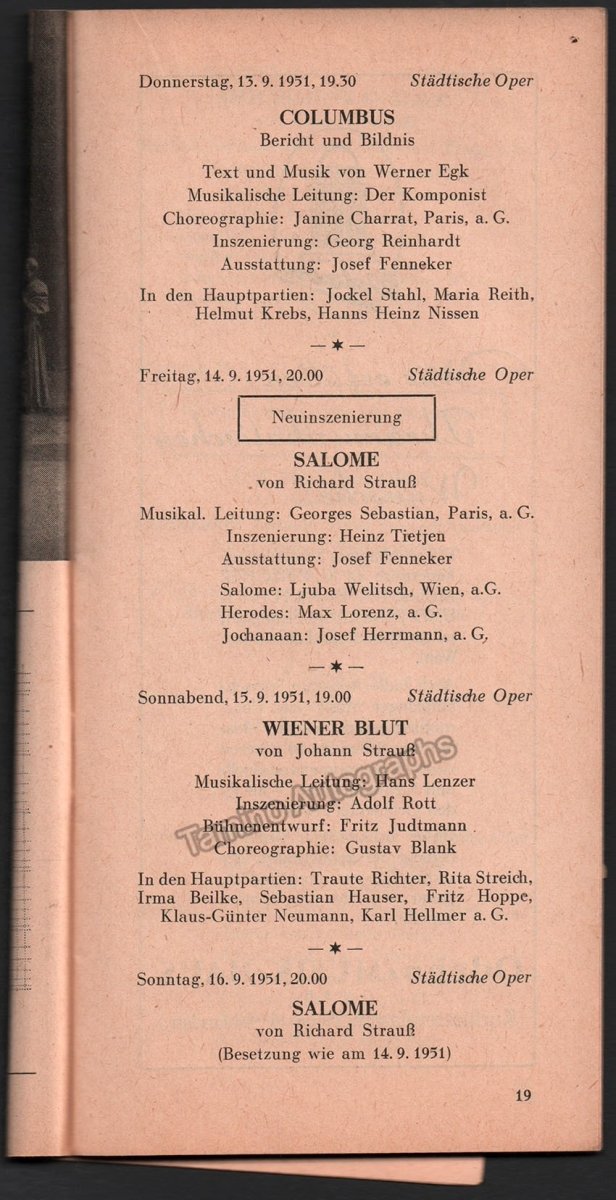 Donnerstag, 13. 9. 1951, 19.30 Städtische Oper
COLUMBUS
Bericht und Bildnis
Text und Musik von Werner Egk
Musikalische Leitung: Der Komponist
Choreographie: Janine Charrat, Paris, a. G.
Inszenierung: Georg Reinhardt
Ausstattung: Josef Fenneker
In den Hauptpartien: Jockel Stahl, Maria Reith,
Helmut Krebs, Hanns Heinz Nissen
— ★ —
Freitag, 14. 9. 1951, 20.00 Städtische Oper
Neuinszenierung
SALOME
von Richard Strauß
Musikal. Leitung: Georges Sebastian, Paris, a. G.
Inszenierung: Heinz Tietjen
Ausstattung: Josef Fenneker
Salome: Ljuba Welitsch, Wien, a.G.
Herodes: Max Lorenz, a. G.
Jochanaan: Josef Herrmann, a. G.
— ★ —
Sonnabend, 15. 9. 1951, 19.00 Städtische Oper
WIENER BLUT
von Johann Strauß
Musikalische Leitung: Hans Lenzer
Inszenierung: Adolf Rott
Bühnenentwurf: Fritz Judtmann
Choreographie: Gustav Blank
Tamino Autographs
In den Hauptpartien: Traute Richter, Rita Streich,
Irma Beilke, Sebastian Hauser, Fritz Hoppe,
Klaus-Günter Neumann, Karl Hellmer a. G.
— ★ —
Sonntag, 16. 9. 1951, 20.00 Städtische Oper
SALOME
von Richard Strauß
(Besetzung wie am 14. 9. 1951)
19